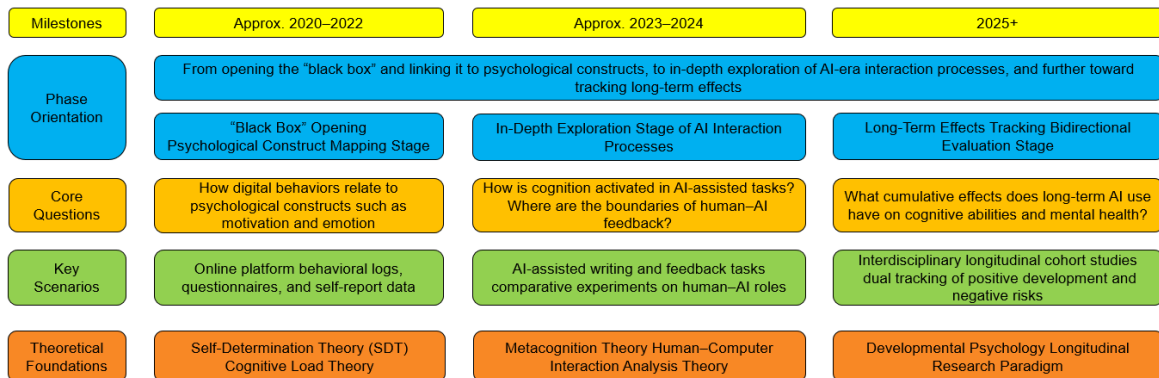 Milestones
Approx. 2020–2022
Approx. 2023–2024
2025+
Phase
Orientation
From opening the “black box” and linking it to psychological constructs, to in-depth exploration of AI-era interaction processes, and further toward
tracking long-term effects
“Black Box” Opening
Psychological Construct Mapping Stage
In-Depth Exploration Stage of AI Interaction
Processes
Long-Term Effects Tracking Bidirectional
Evaluation Stage
Core
Questions
How digital behaviors relate to
psychological constructs such as
motivation and emotion
How is cognition activated in AI-assisted tasks?
Where are the boundaries of human–AI
feedback?
What cumulative effects does long-term AI use
have on cognitive abilities and mental health?
Key
Scenarios
Online platform behavioral logs,
questionnaires, and self-report data
AI-assisted writing and feedback tasks
comparative experiments on human–AI roles
Interdisciplinary longitudinal cohort studies
dual tracking of positive development and
negative risks
Theoretical
Foundations
Self-Determination Theory (SDT)
Cognitive Load Theory
Metacognition Theory Human–Computer
Interaction Analysis Theory
Developmental Psychology Longitudinal
Research Paradigm